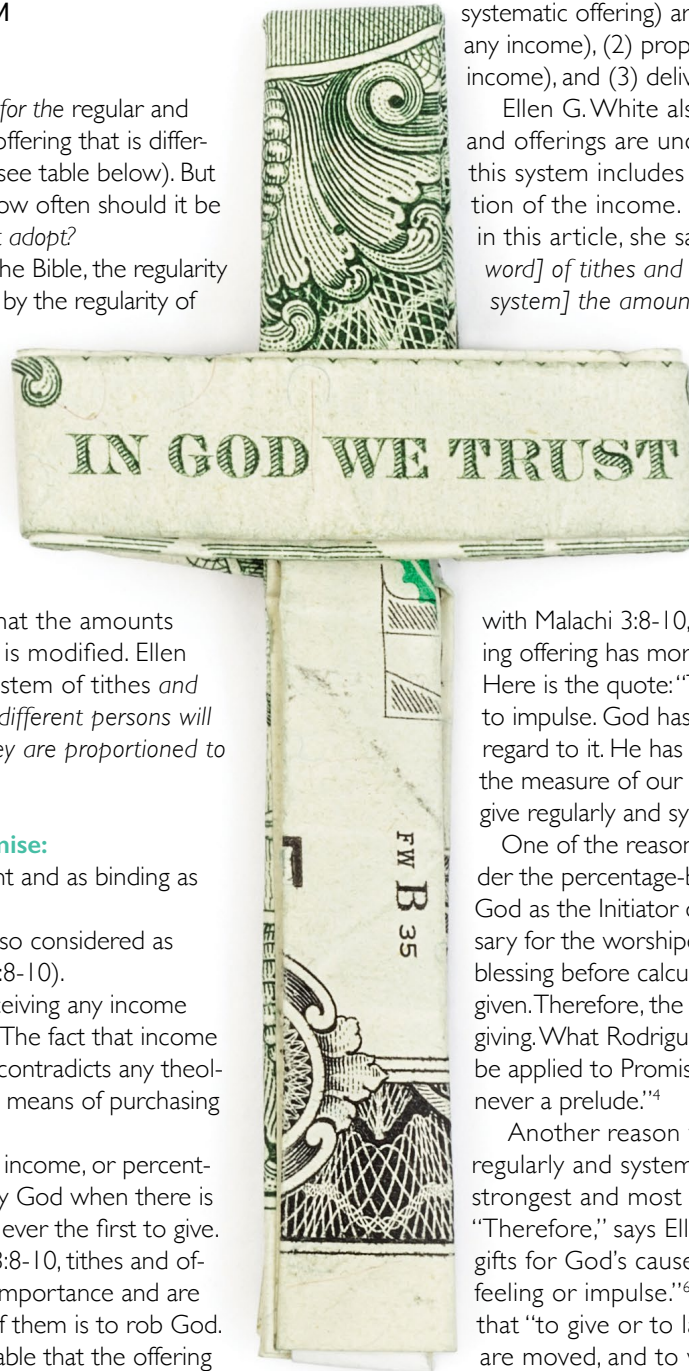 M
for the regular and
offering that is differ-
see table below). But
ow often should it be
t adopt?
he Bible, the regularity
by the regularity of
hat the amounts
is modified. Ellen
stem of tithes and
different persons will
ey are proportioned to
nise:
nt and as binding as
so considered as
:8-10).
ceiving any income
The fact that income
contradicts any theol-
means of purchasing
income, or percent-
y God when there is
ever the first to give.
3:8-10, tithes and of-
mportance and are
f them is to rob God.
able that the offering
IN GOD WE TRUST
FW B 35
systematic offering) an
any income), (2) prop
income), and (3) deliv
Ellen G. White als
and offerings are unc
this system includes
tion of the income.
in this article, she sa
word] of tithes and
system] the amoun
with Malachi 3:8-10,
ing offering has mor
Here is the quote: “T
to impulse. God has
regard to it. He has
the measure of our
give regularly and sy
One of the reason
der the percentage-b
God as the Initiator o
sary for the worshipe
blessing before calcu
given. Therefore, the
giving. What Rodrigu
be applied to Promis
never a prelude.”4
Another reason
regularly and system
strongest and most
“Therefore,” says Ell
gifts for God’s cause
feeling or impulse.”6
that “to give or to la
are moved, and to